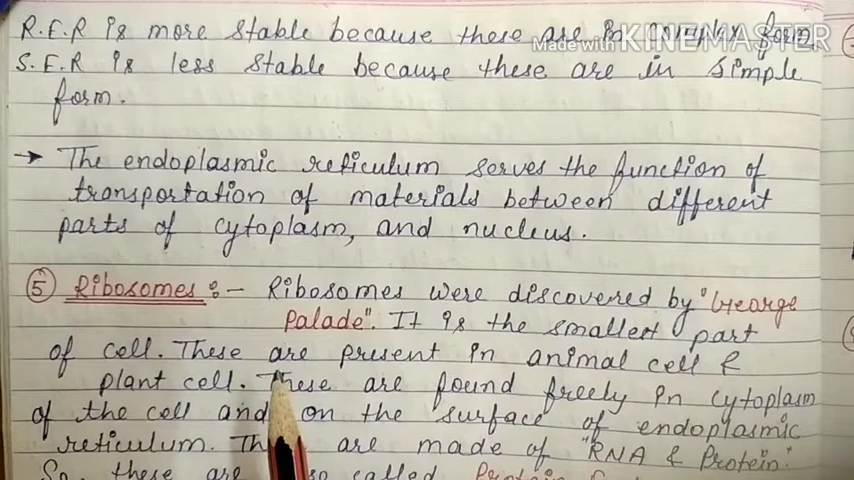 R.E.R is more stable because these are in complex form
Made with KINEMASTER
S.E.R is less stable because these are in simple
form.
→ The endoplasmic reticulum serves the function of
transportation of materials between different
parts of cytoplasm, and nucleus.
⑤ Ribosomes :- Ribosomes were discovered by "George
Palade". It is the smallest part
of cell. These are present in animal cell &
plant cell. These are found freely in cytoplasm
of the cell and on the surface of endoplasmic
reticulum. are made of "RNA & Protein".
So these are called Protein